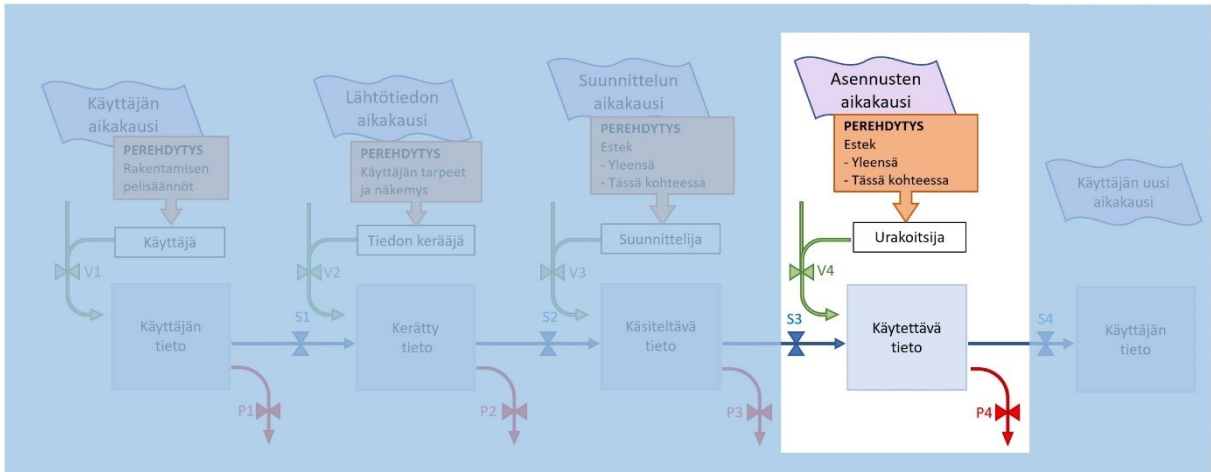 Käyttäjän
aikakausi
PEREHDYTYS
Rakentamisen
pelisäännöt
Käyttäjä
V1
Käyttäjän
tieto
P1
S1
Lähtötiedon
aikakausi
PEREHDYTYS
Käyttäjän tarpeet
ja näkemys
Tiedon kerääjä
V2
Kerätty
tieto
P2
S2
Suunnittelun
aikakausi
PEREHDYTYS
Estek
- Yleensä
- Tässä kohteessa
Suunnittelija
V3
Käsiteltävä
tieto
P3
S3
Asennusten
aikakausi
PEREHDYTYS
Estek
- Yleensä
- Tässä kohteessa
Urakoitsija
V4
Käytettävä
tieto
P4
S4
Käyttäjän uusi
aikakausi
Käyttäjän
tieto